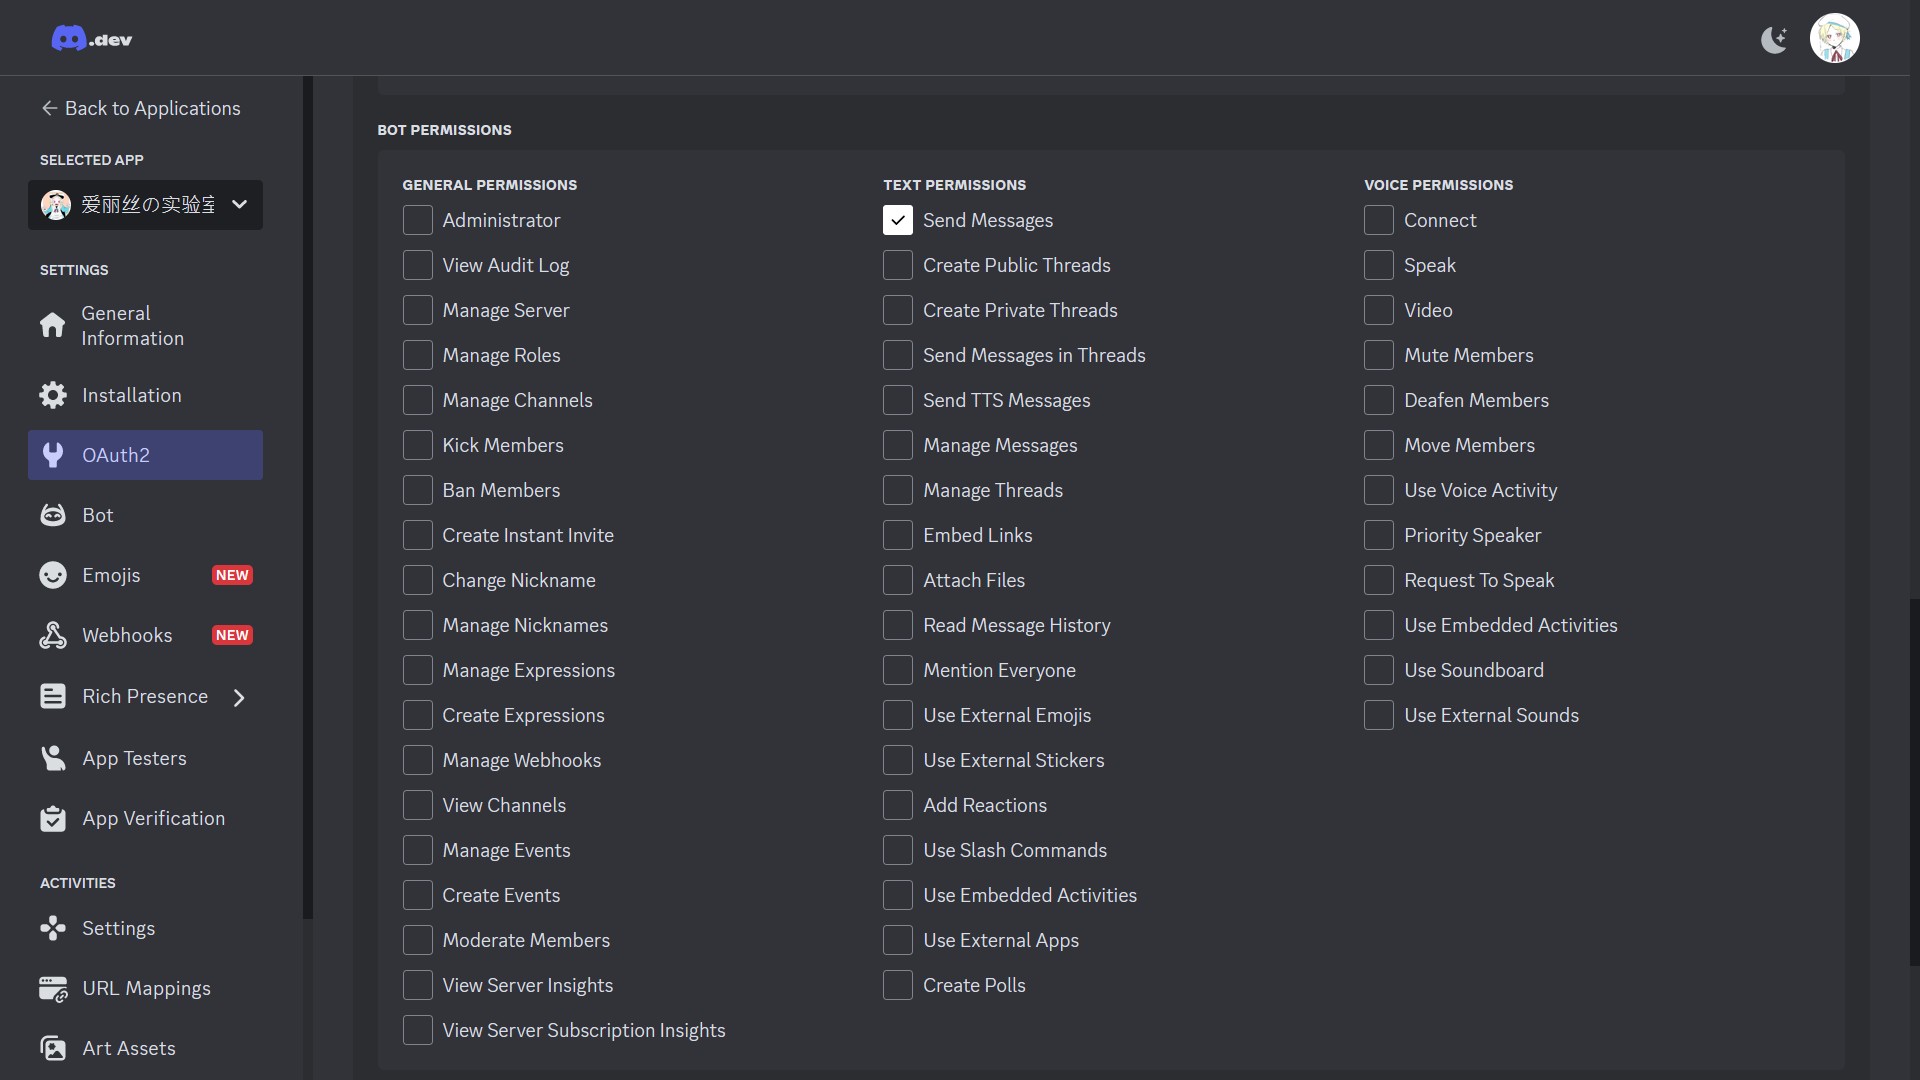 .dev
Back to Applications
SELECTED APP
爱丽丝の实验室
SETTINGS
General
Information
Installation
OAuth2
Bot
Emojis NEW
Webhooks NEW
Rich Presence
App Testers
App Verification
ACTIVITIES
Settings
URL Mappings
Art Assets
BOT PERMISSIONS
GENERAL PERMISSIONS
Administrator
View Audit Log
Manage Server
Manage Roles
Manage Channels
Kick Members
Ban Members
Create Instant Invite
Change Nickname
Manage Nicknames
Manage Expressions
Create Expressions
Manage Webhooks
View Channels
Manage Events
Create Events
Moderate Members
View Server Insights
View Server Subscription Insights
TEXT PERMISSIONS
Send Messages
Create Public Threads
Create Private Threads
Send Messages in Threads
Send TTS Messages
Manage Messages
Manage Threads
Embed Links
Attach Files
Read Message History
Mention Everyone
Use External Emojis
Use External Stickers
Add Reactions
Use Slash Commands
Use Embedded Activities
Use External Apps
Create Polls
VOICE PERMISSIONS
Connect
Speak
Video
Mute Members
Deafen Members
Move Members
Use Voice Activity
Priority Speaker
Request To Speak
Use Embedded Activities
Use Soundboard
Use External Sounds